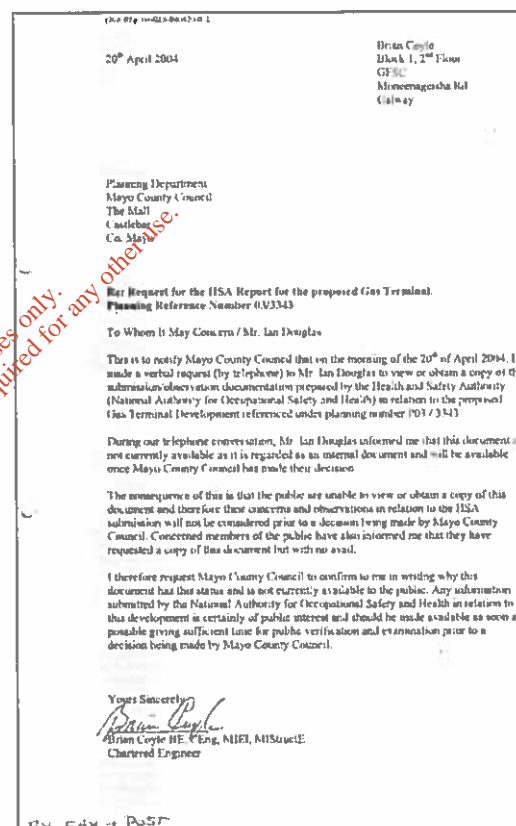 20th April 2004
Brian Coyle
Block 1, 2nd Floor
GFSC
Moneenageisha Rd
Galway
Planning Department
Mayo County Council
The Mall
Castlebar
Co. Mayo
ses only.
quired for any other use.
Re: Request for the HSA Report for the proposed Gas Terminal.
Planning Reference Number 03/3343
To Whom It May Concern / Mr. Ian Douglas
This is to notify Mayo County Council that on the morning of the 20th of April 2004, I
made a verbal request (by telephone) to Mr. Ian Douglas to view or obtain a copy of th
submission/observation documentation prepared by the Health and Safety Authority
(National Authority for Occupational Safety and Health) in relation to the proposed
Gas Terminal Development referenced under planning number P03 / 3343
During our telephone conversation, Mr. Ian Douglas informed me that this document
not currently available as it is regarded as an internal document and will be available
once Mayo County Council has made their decision
The consequence of this is that the public are unable to view or obtain a copy of this
document and therefore their concerns and observations in relation to the HSA
submission will not be considered prior to a decision being made by Mayo County
Council. Concerned members of the public have also informed me that they have
requested a copy of this document but with no avail.
I therefore request Mayo County Council to confirm to me in writing why this
document has this status and is not currently available to the public. Any information
submitted by the National Authority for Occupational Safety and Health in relation to
this development is certainly of public interest and should be made available as soon a
possible giving sufficient time for public verification and examination prior to a
decision being made by Mayo County Council.
Yours Sincerely
Brian Coyle
Brian Coyle BE, CEng, MIEI, MIStructE
Chartered Engineer
By FAX + POST